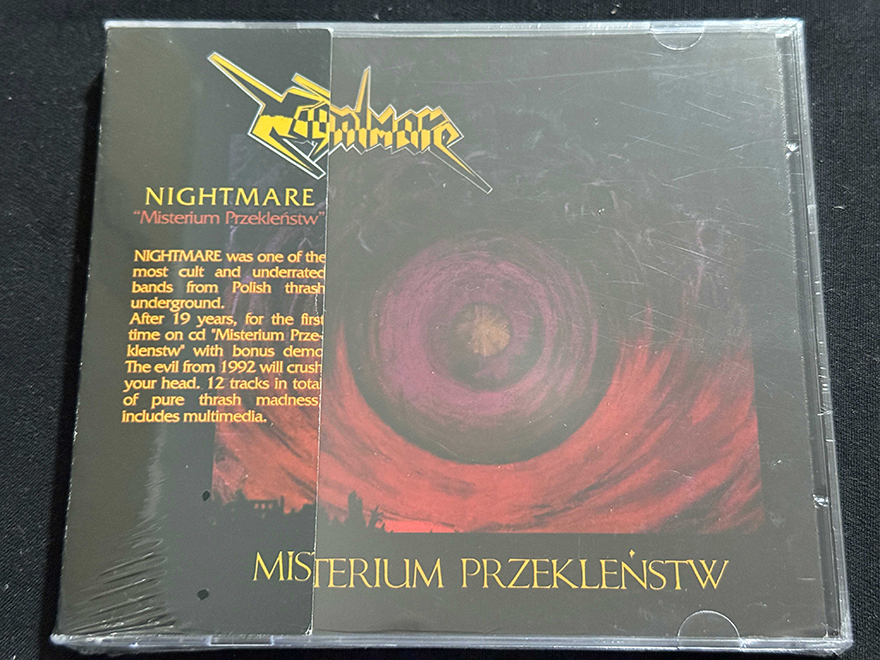 Nightmare
NIGHTMARE
"Misterium Przekleństw"
NIGHTMARE was one of the
most cult and underrated
bands from Polish thrash
underground.
After 19 years, for the first
time on cd "Misterium Prze-
klenstw" with bonus demo
The evil from 1992 will crush
your head. 12 tracks in total
of pure thrash madness,
includes multimedia.
MISTERIUM PRZEKLEŃSTW